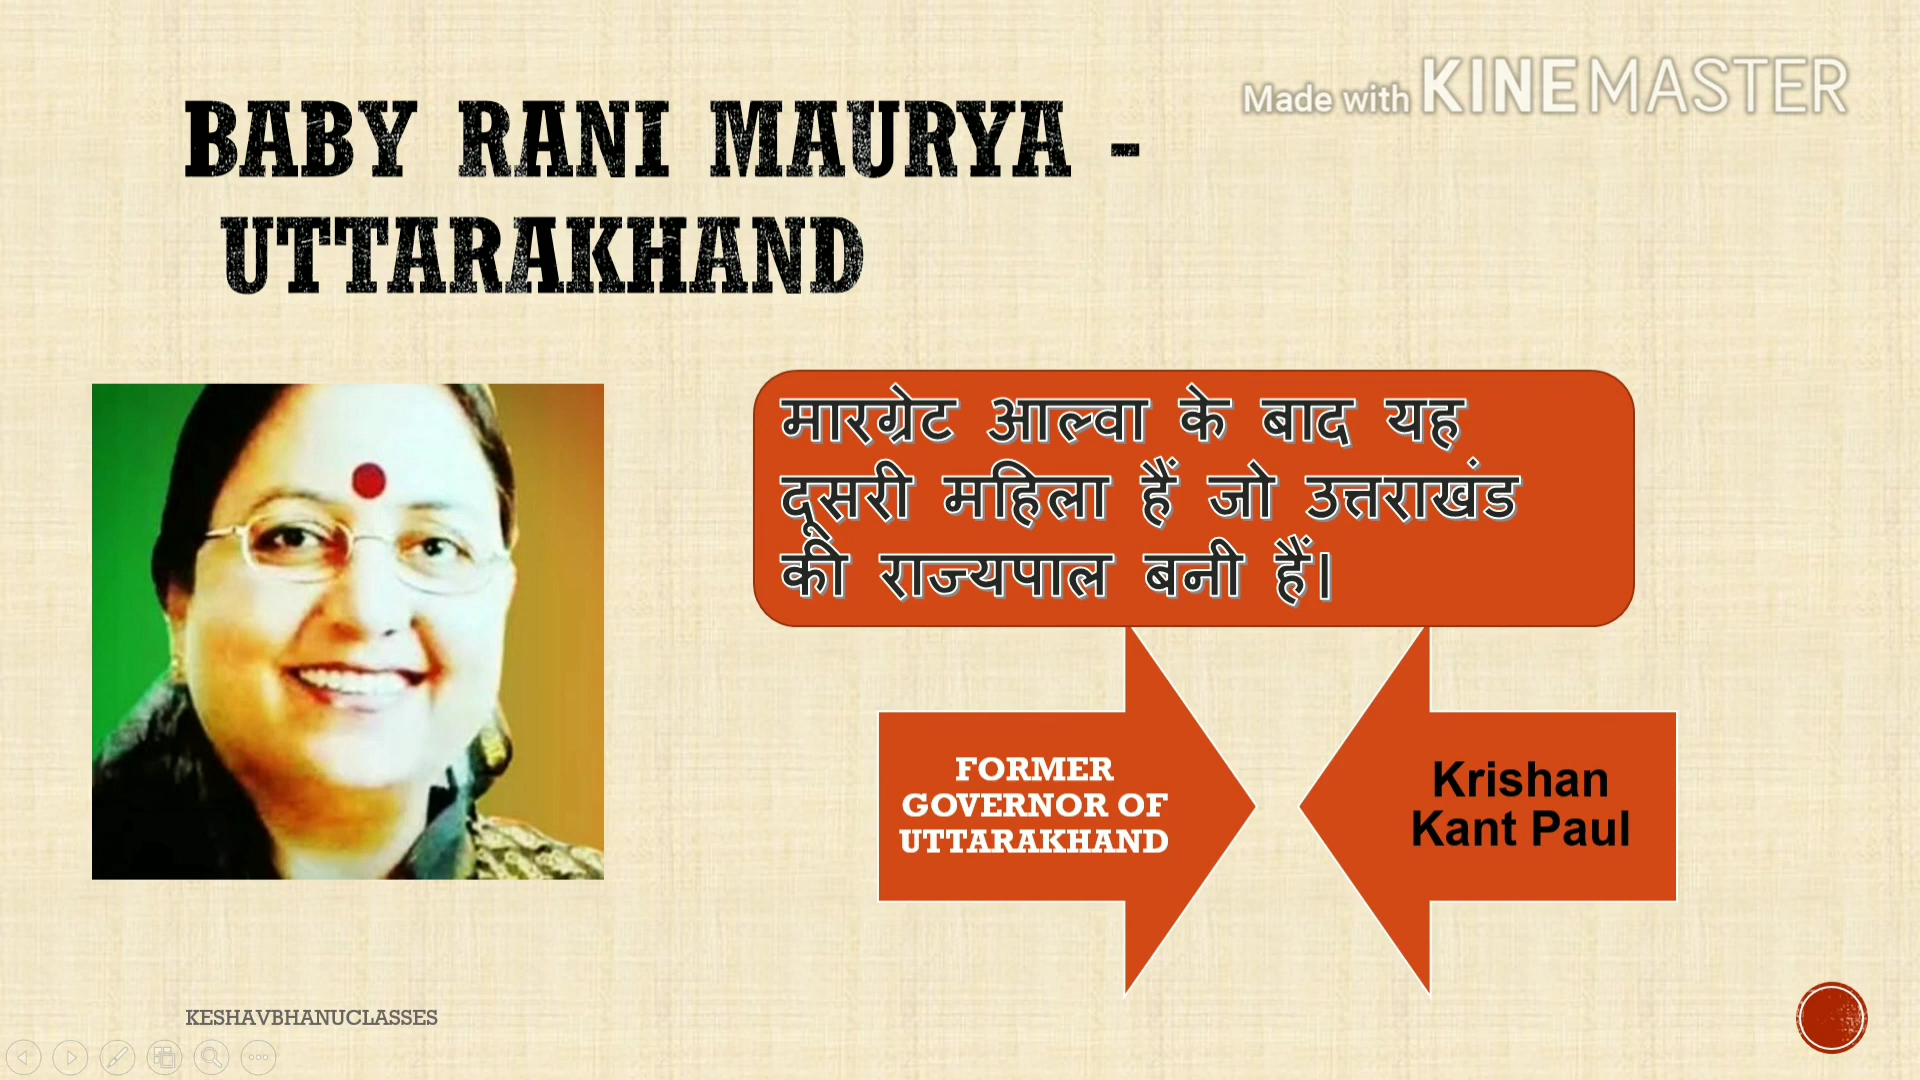 Made with KINEMASTER
BABY RANI MAURYA -
UTTARAKHAND
मारग्रेट आल्वा के बाद यह
दूसरी महिला हैं जो उत्तराखंड
की राज्यपाल बनी हैं।
FORMER
GOVERNOR OF
UTTARAKHAND
Krishan
Kant Paul
KESHAVBHANUCLASSES